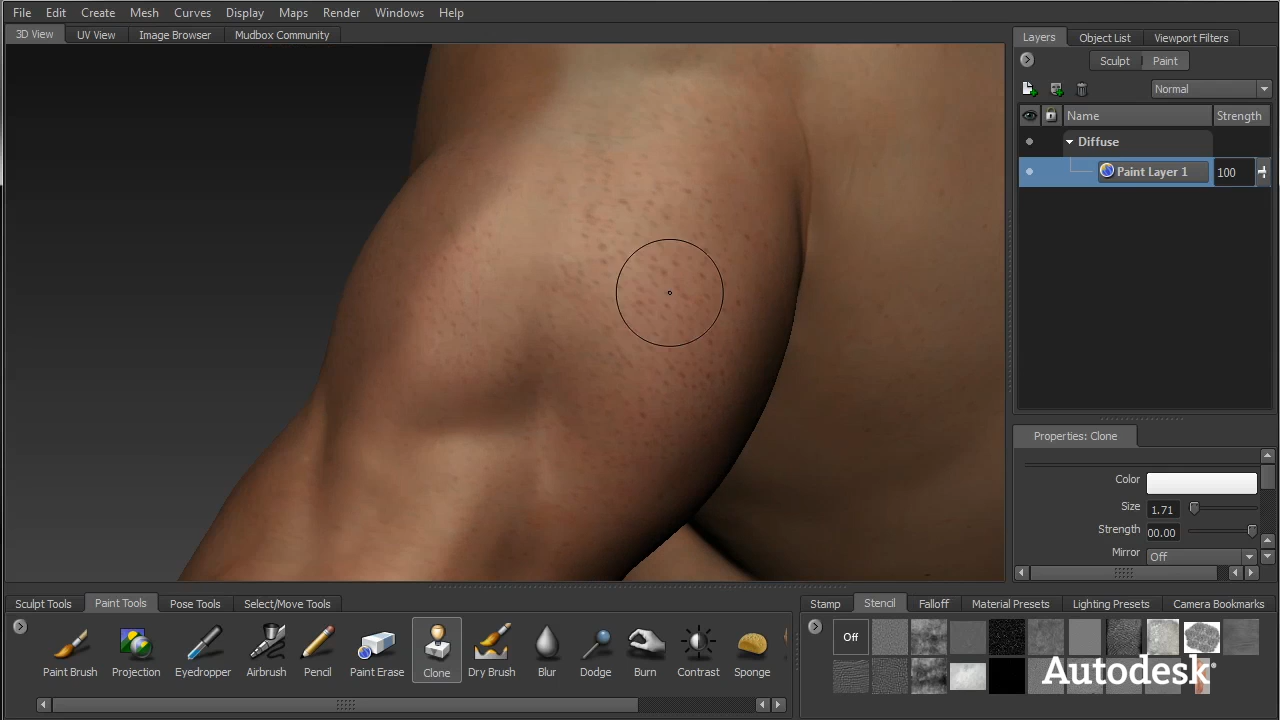 File Edit Create Mesh Curves Display Maps Render Windows Help
3D View UV View Image Browser Mudbox Community
Layers Object List Viewport Filters
Sculpt Paint
Normal
Name Strength
Diffuse
Paint Layer 1 100
Properties: Clone
Color
Size 1.71
Strength 00.00
Mirror Off
Sculpt Tools Paint Tools Pose Tools Select/Move Tools
Paint Brush Projection Eyedropper Airbrush Pencil Paint Erase Clone Dry Brush Blur Dodge Burn Contrast Sponge
Stamp Stencil Falloff Material Presets Lighting Presets Camera Bookmarks
Off
Autodesk